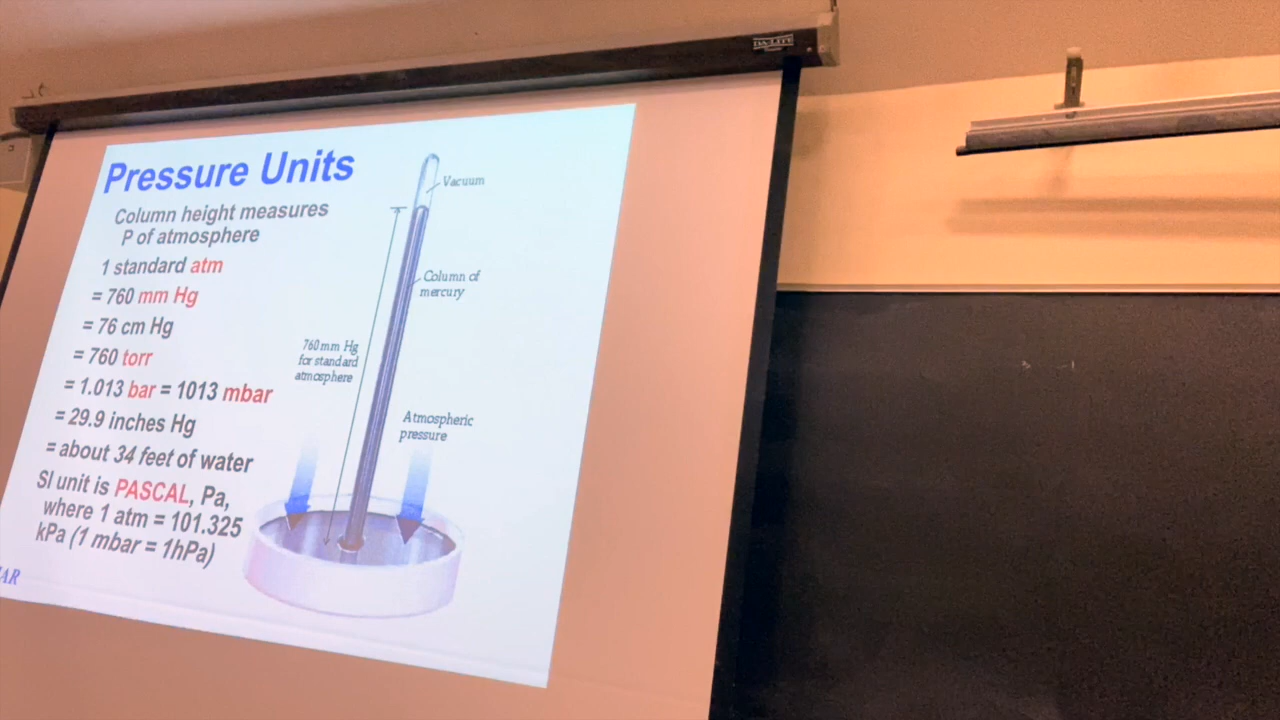 DA-LITE
Pressure Units
Column height measures
P of atmosphere
1 standard atm
= 760 mm Hg
= 76 cm Hg
= 760 torr
= 1.013 bar = 1013 mbar
= 29.9 inches Hg
= about 34 feet of water
SI unit is PASCAL, Pa,
where 1 atm = 101.325
kPa (1 mbar = 1hPa)
Vacuum
Column of
mercury
760 mm Hg
for standard
atmosphere
Atmospheric
pressure